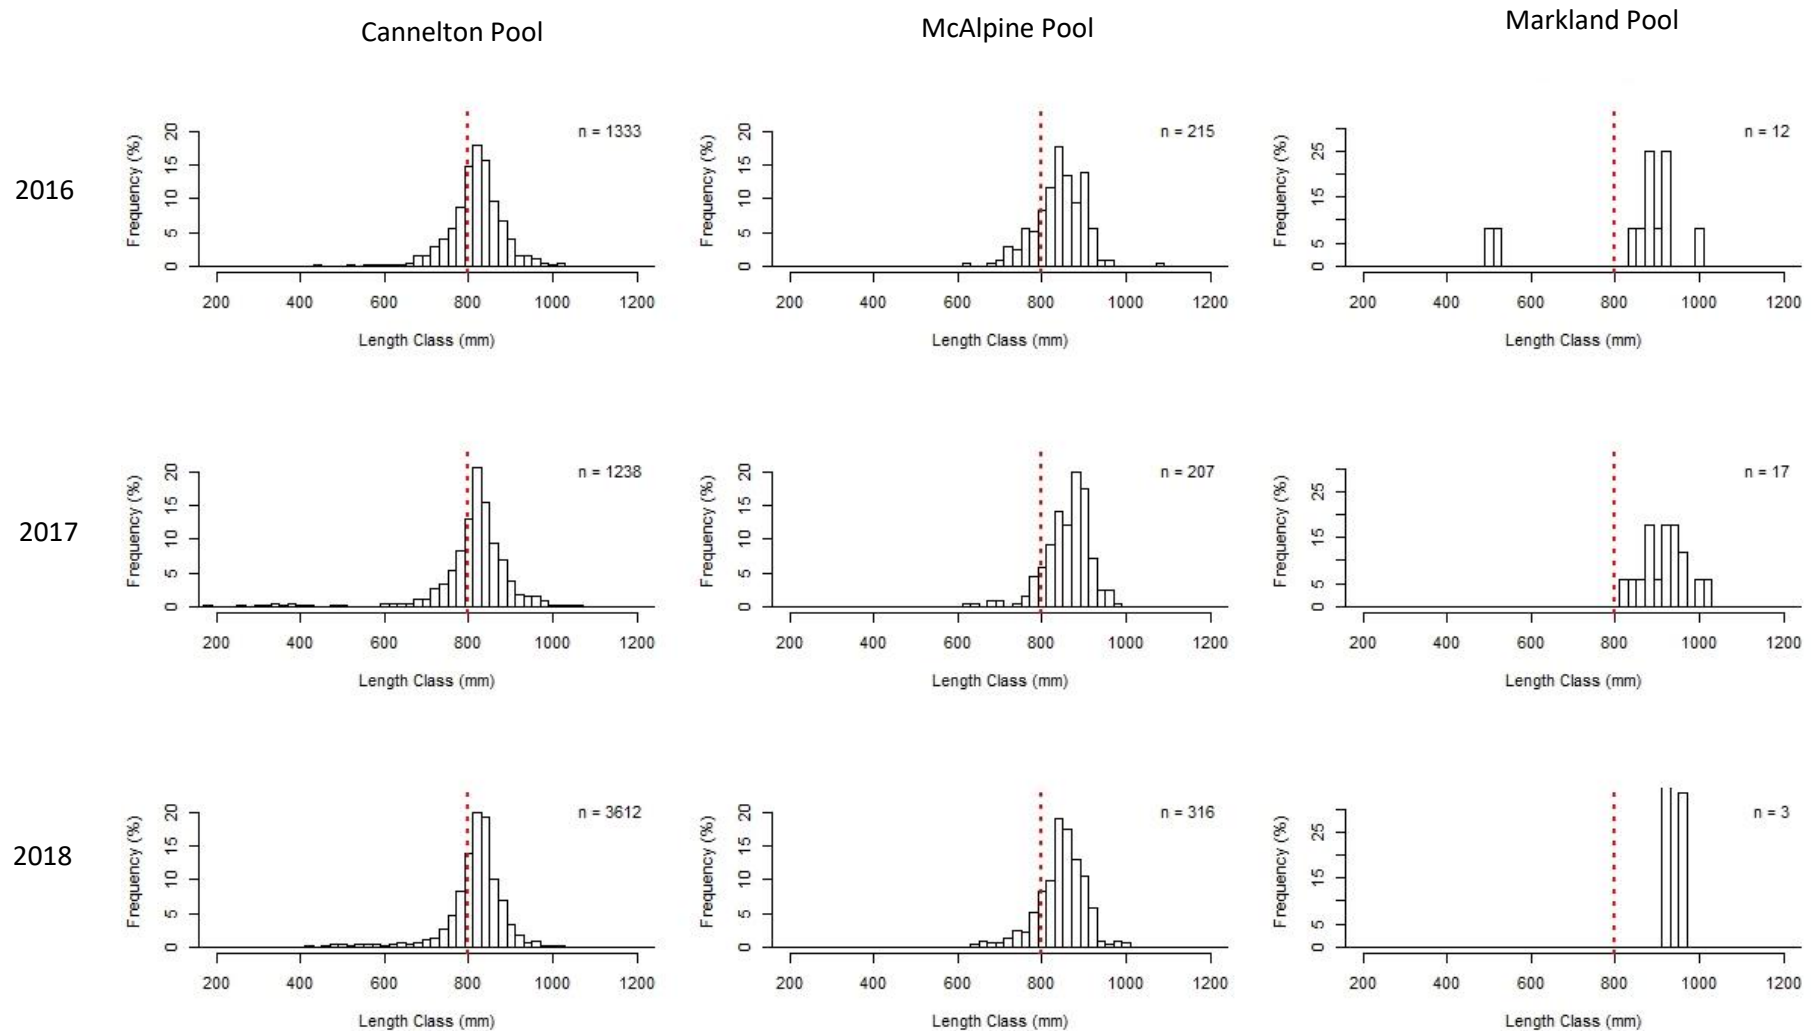 Cannelton Pool
McAlpine Pool
Markland Pool
2016
Frequency (%)
0 5 10 15 20
n = 1333
200 400 600 800 1000 1200
Length Class (mm)
Frequency (%)
0 5 10 15 20
n = 215
200 400 600 800 1000 1200
Length Class (mm)
Frequency (%)
0 5 15 25
n = 12
200 400 600 800 1000 1200
Length Class (mm)
2017
Frequency (%)
0 5 10 15 20
n = 1238
200 400 600 800 1000 1200
Length Class (mm)
Frequency (%)
0 5 10 15 20
n = 207
200 400 600 800 1000 1200
Length Class (mm)
Frequency (%)
0 5 15 25
n = 17
200 400 600 800 1000 1200
Length Class (mm)
2018
Frequency (%)
0 5 10 15 20
n = 3612
200 400 600 800 1000 1200
Length Class (mm)
Frequency (%)
0 5 10 15 20
n = 316
200 400 600 800 1000 1200
Length Class (mm)
Frequency (%)
0 5 15 25
n = 3
200 400 600 800 1000 1200
Length Class (mm)